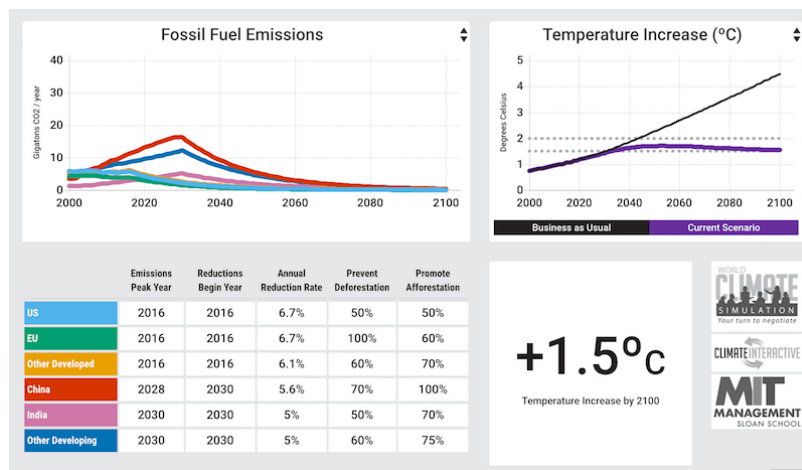 Fossil Fuel Emissions
Gigatons CO2 / year
40
30
20
10
0
2000
2020
2040
2060
2080
2100
Temperature Increase (ºC)
Degrees Celsius
5
4
3
2
1
0
2000
2020
2040
2060
2080
2100
Business as Usual
Current Scenario
Emissions Reductions Annual Prevent Promote
Peak Year Begin Year Reduction Rate Deforestation Afforestation
US 2016 2016 6.7% 50% 50%
EU 2016 2016 6.7% 100% 60%
Other Developed 2016 2016 6.1% 60% 70%
China 2028 2030 5.6% 70% 100%
India 2030 2030 5% 50% 70%
Other Developing 2030 2030 5% 60% 75%
+1.5ºC
Temperature Increase by 2100
WORLD
CLIMATE
SIMULATION
Your turn to negotiate
CLIMATE INTERACTIVE
MIT
MANAGEMENT
SLOAN SCHOOL